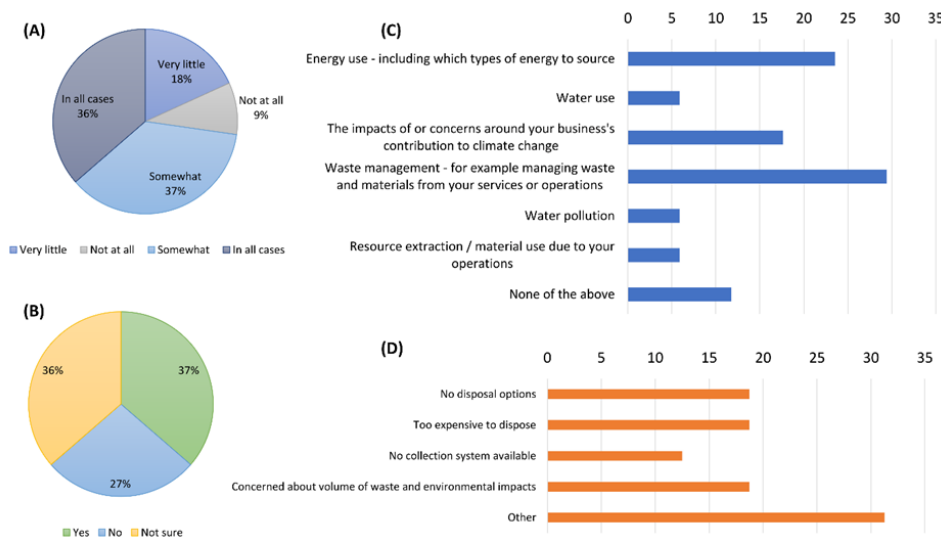 (A)
Very little
18%
Not at all
9%
Somewhat
37%
In all cases
36%
Very little Not at all Somewhat In all cases
(B)
36%
37%
27%
Yes No Not sure
(C)
0 5 10 15 20 25 30 35
Energy use - including which types of energy to source
Water use
The impacts of or concerns around your business's
contribution to climate change
Waste management - for example managing waste
and materials from your services or operations
Water pollution
Resource extraction / material use due to your
operations
None of the above
(D)
0 5 10 15 20 25 30 35
No disposal options
Too expensive to dispose
No collection system available
Concerned about volume of waste and environmental impacts
Other